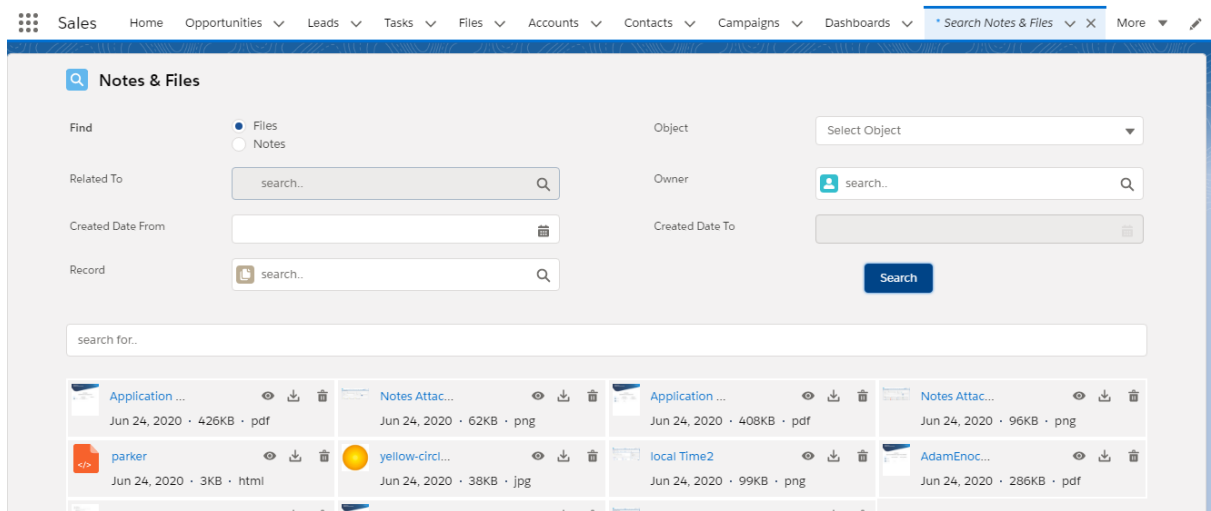 Sales Home Opportunities Leads Tasks Files Accounts Contacts Campaigns Dashboards * Search Notes & Files More
Notes & Files
Find Files Object Select Object
Notes
Related To search.. Owner search..
Created Date From Created Date To
Record search.. Search
search for..
Application ... Notes Attac... Application ... Notes Attac...
Jun 24, 2020 · 426KB · pdf Jun 24, 2020 · 62KB · png Jun 24, 2020 · 408KB · pdf Jun 24, 2020 · 96KB · png
parker yellow-circl... local Time2 AdamEnoc...
Jun 24, 2020 · 3KB · html Jun 24, 2020 · 38KB · jpg Jun 24, 2020 · 99KB · png Jun 24, 2020 · 286KB · pdf